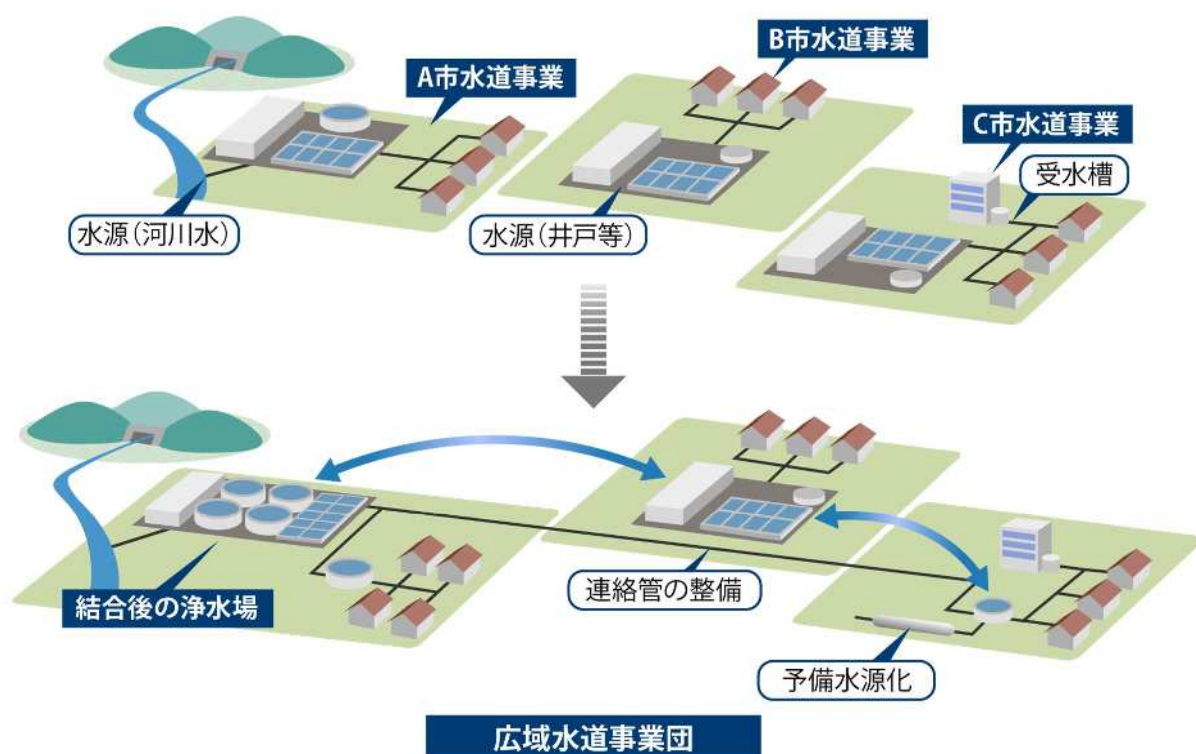 B市水道事業
A市水道事業
C市水道事業
受水槽
水源(河川水)
水源(井戸等)
連絡管の整備
結合後の浄水場
予備水源化
広域水道事業団